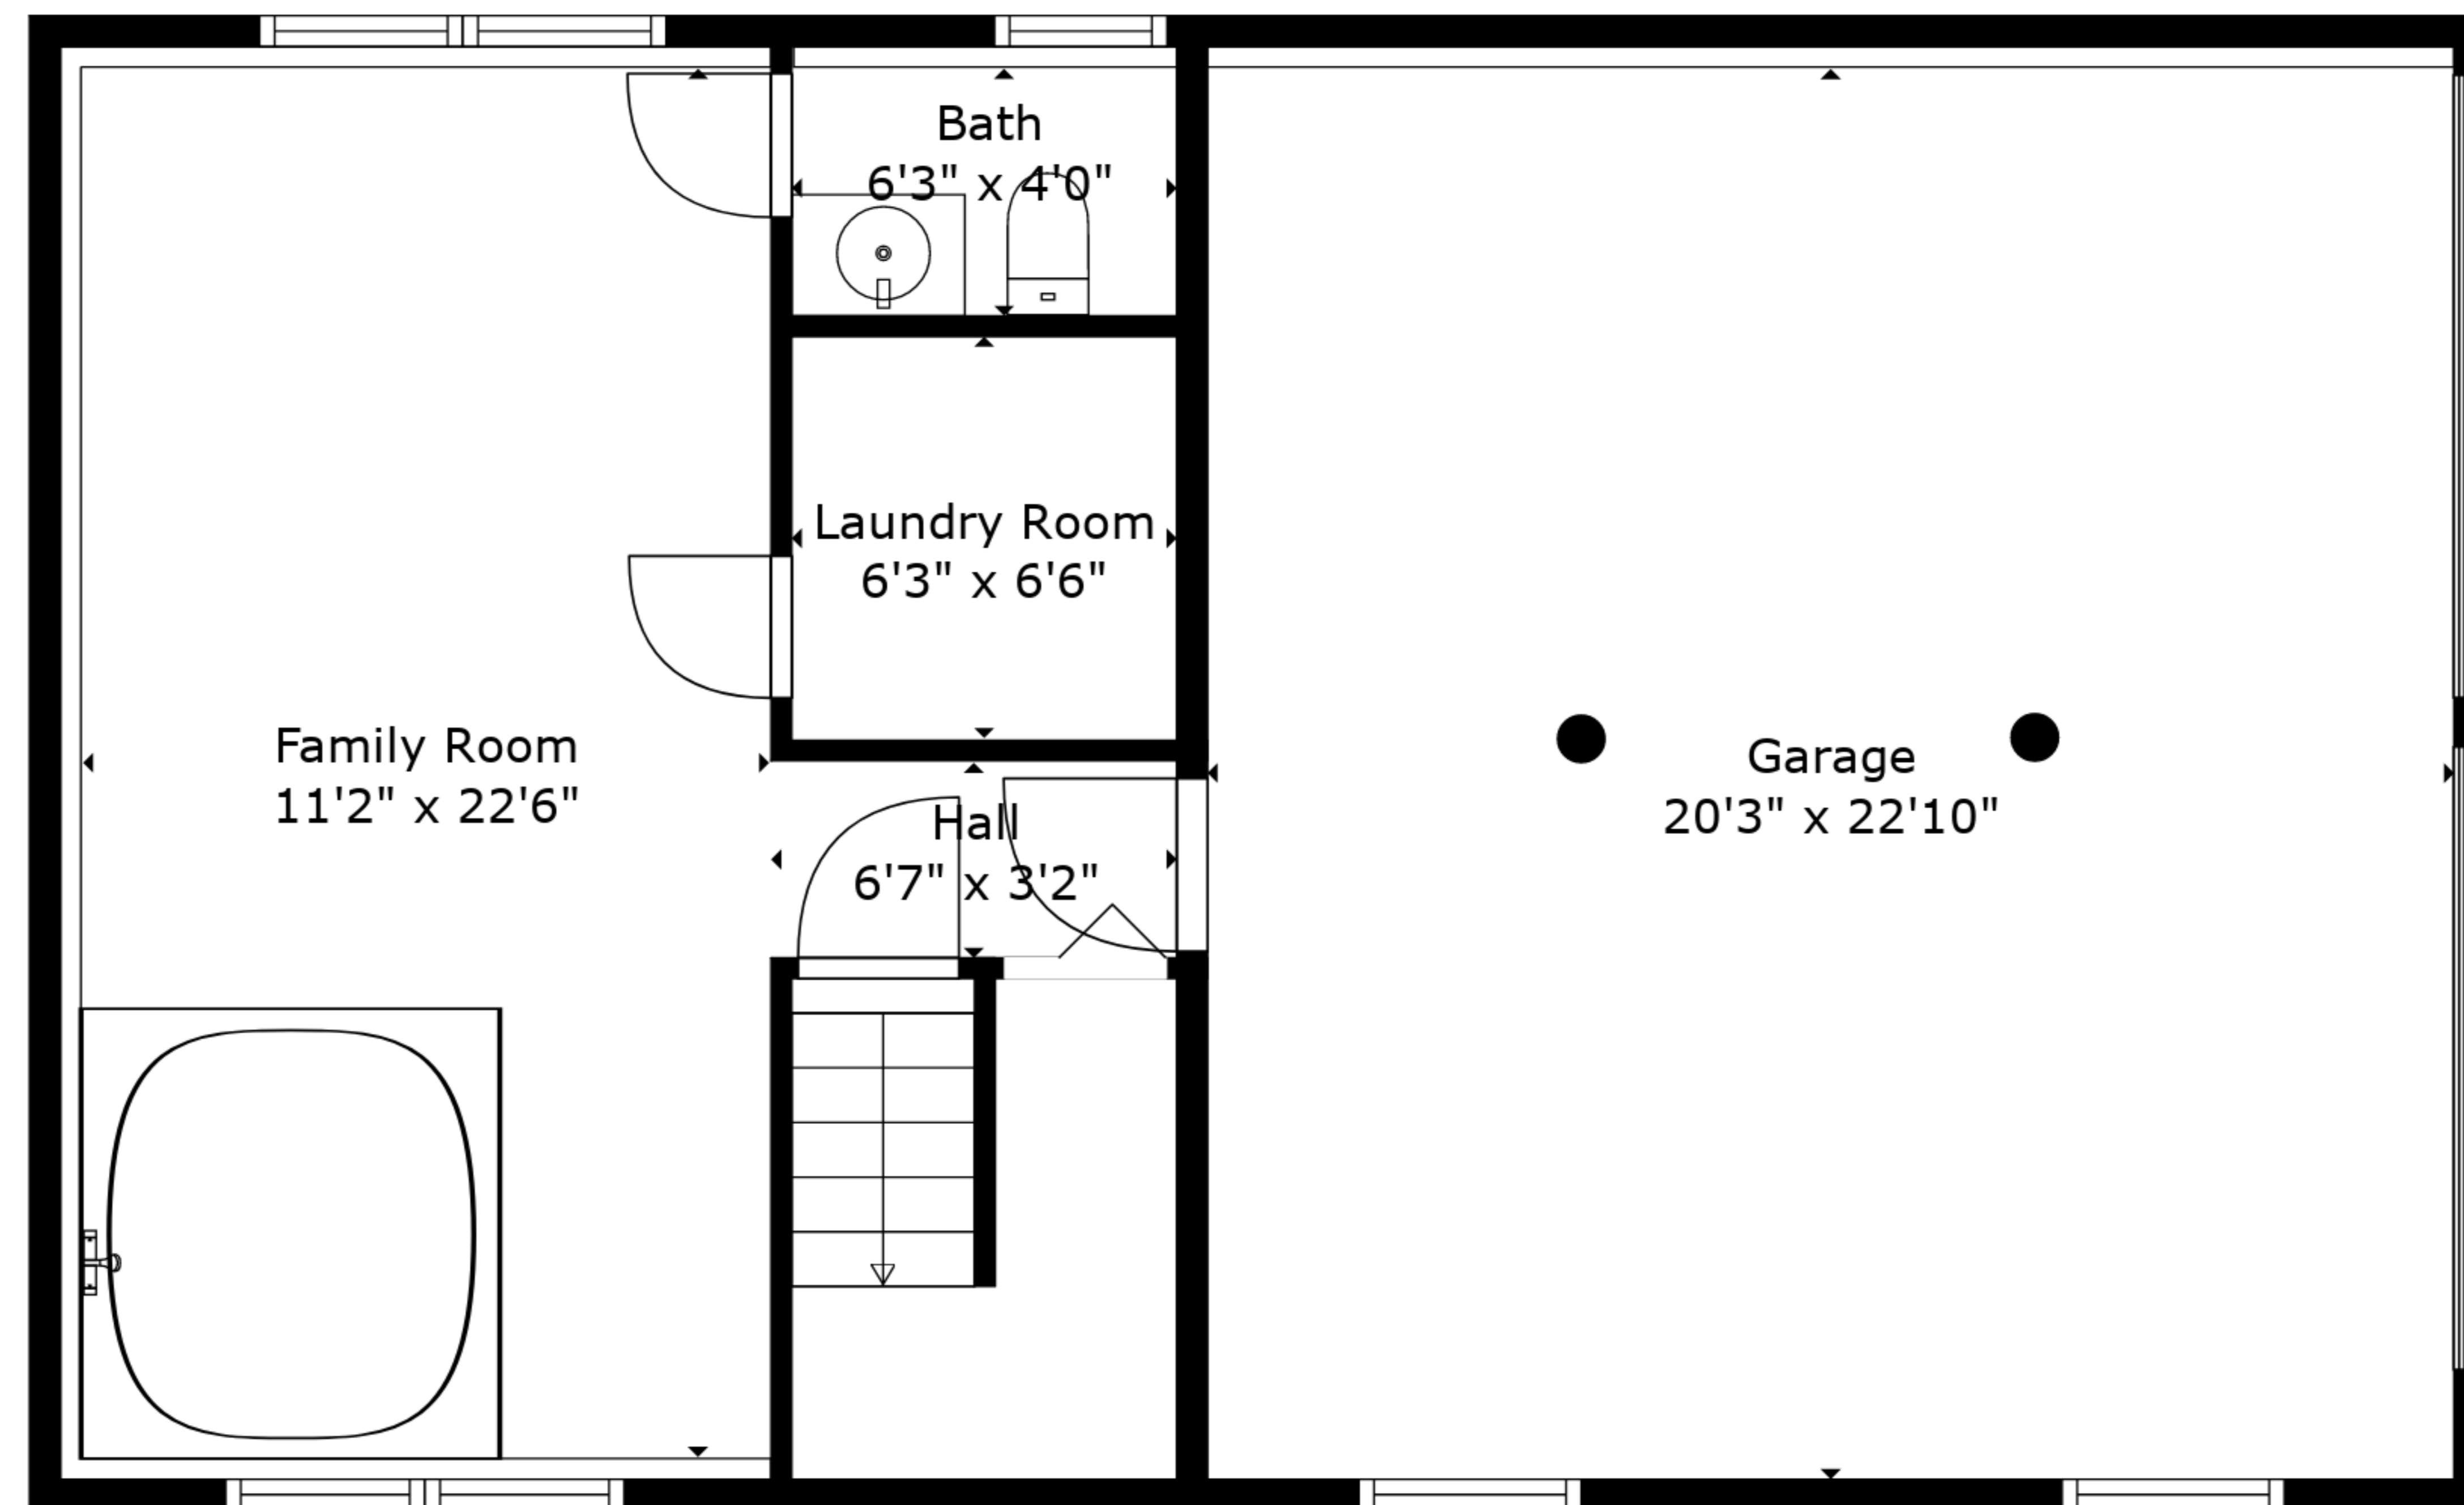 Bath
6'3" x 4'0"
Laundry Room
6'3" x 6'6"
Family Room
11'2" x 22'6"
Hall
6'7" x 3'2"
Garage
20'3" x 22'10"